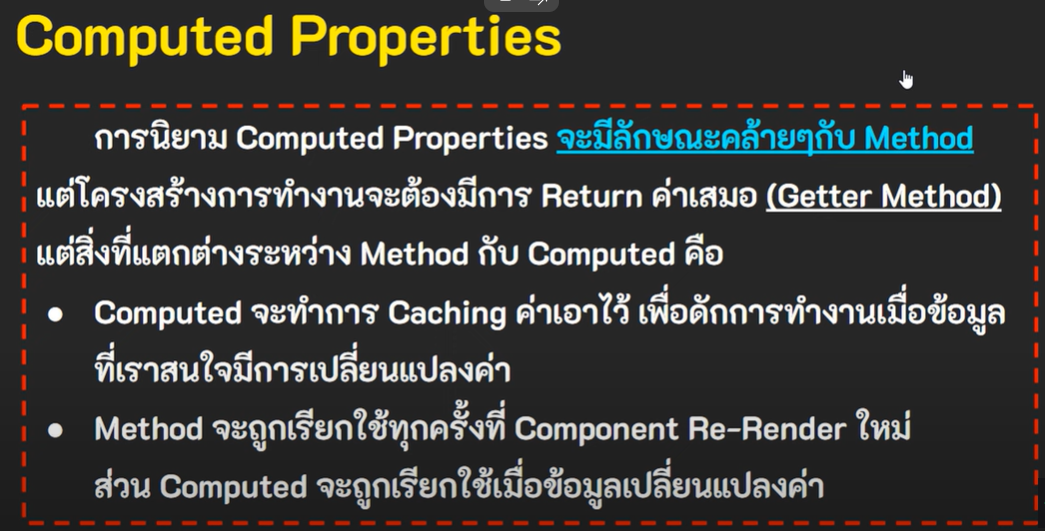 Computed Properties
การนิยาม Computed Properties จะมีลักษณะคล้ายๆกับ Method
แต่โครงสร้างการทำงานจะต้องมีการ Return ค่าเสมอ (Getter Method)
แต่สิ่งที่แตกต่างระหว่าง Method กับ Computed คือ
● Computed จะทำการ Caching ค่าเอาไว้ เพื่อดักการทำงานเมื่อข้อมูล
ที่เราสนใจมีการเปลี่ยนแปลงค่า
● Method จะถูกเรียกใช้ทุกครั้งที่ Component Re-Render ใหม่
ส่วน Computed จะถูกเรียกใช้เมื่อข้อมูลเปลี่ยนแปลงค่า